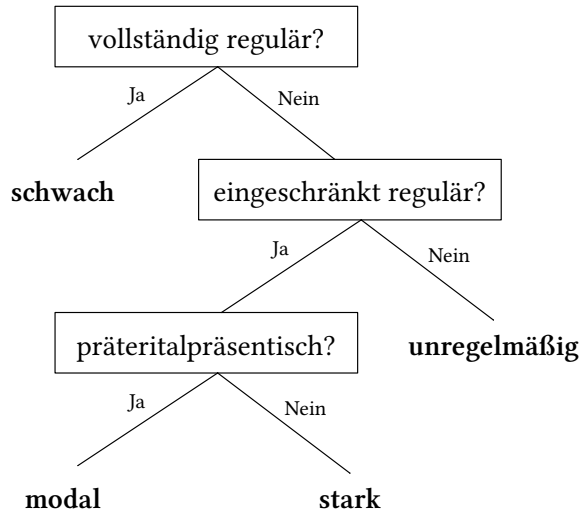 vollständig regulär?
Ja
Nein
schwach
eingeschränkt regulär?
Ja
Nein
präteritalpräsentisch?
unregelmäßig
Ja
Nein
modal
stark